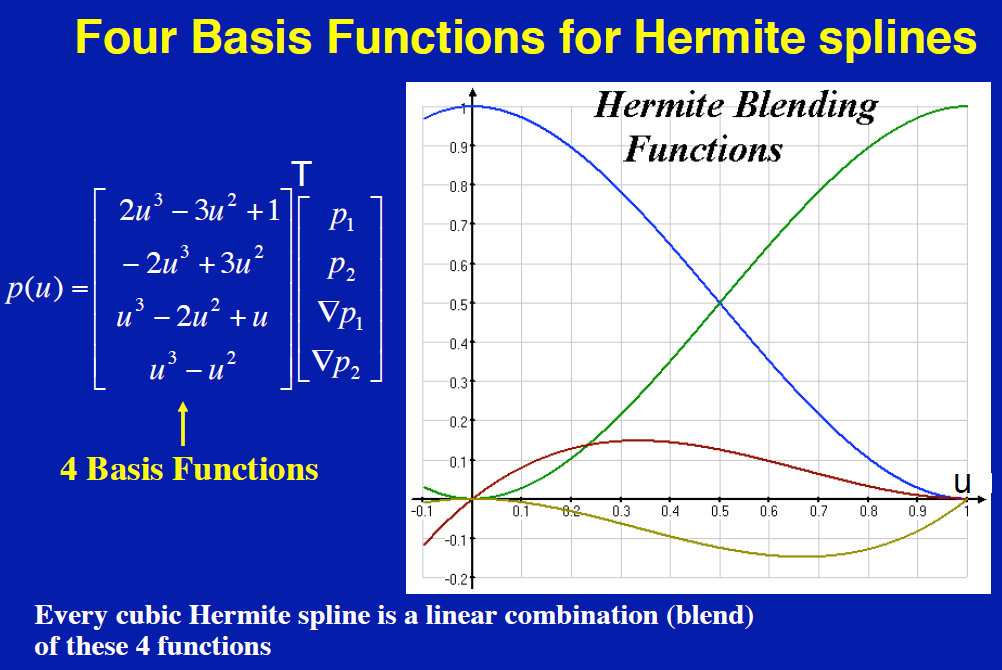 Four Basis Functions for Hermite splines
Hermite Blending
Functions
T
p(u) =
2u³ − 3u² + 1
− 2u³ + 3u²
u³ − 2u² + u
u³ − u²
p₁
p₂
∇p₁
∇p₂
4 Basis Functions
1
0.9
0.8
0.7
0.6
0.5
0.4
0.3
0.2
0.1
-0.1
-0.2
-0.1 0.1 0.2 0.3 0.4 0.5 0.6 0.7 0.8 0.9 1
u
Every cubic Hermite spline is a linear combination (blend)
of these 4 functions